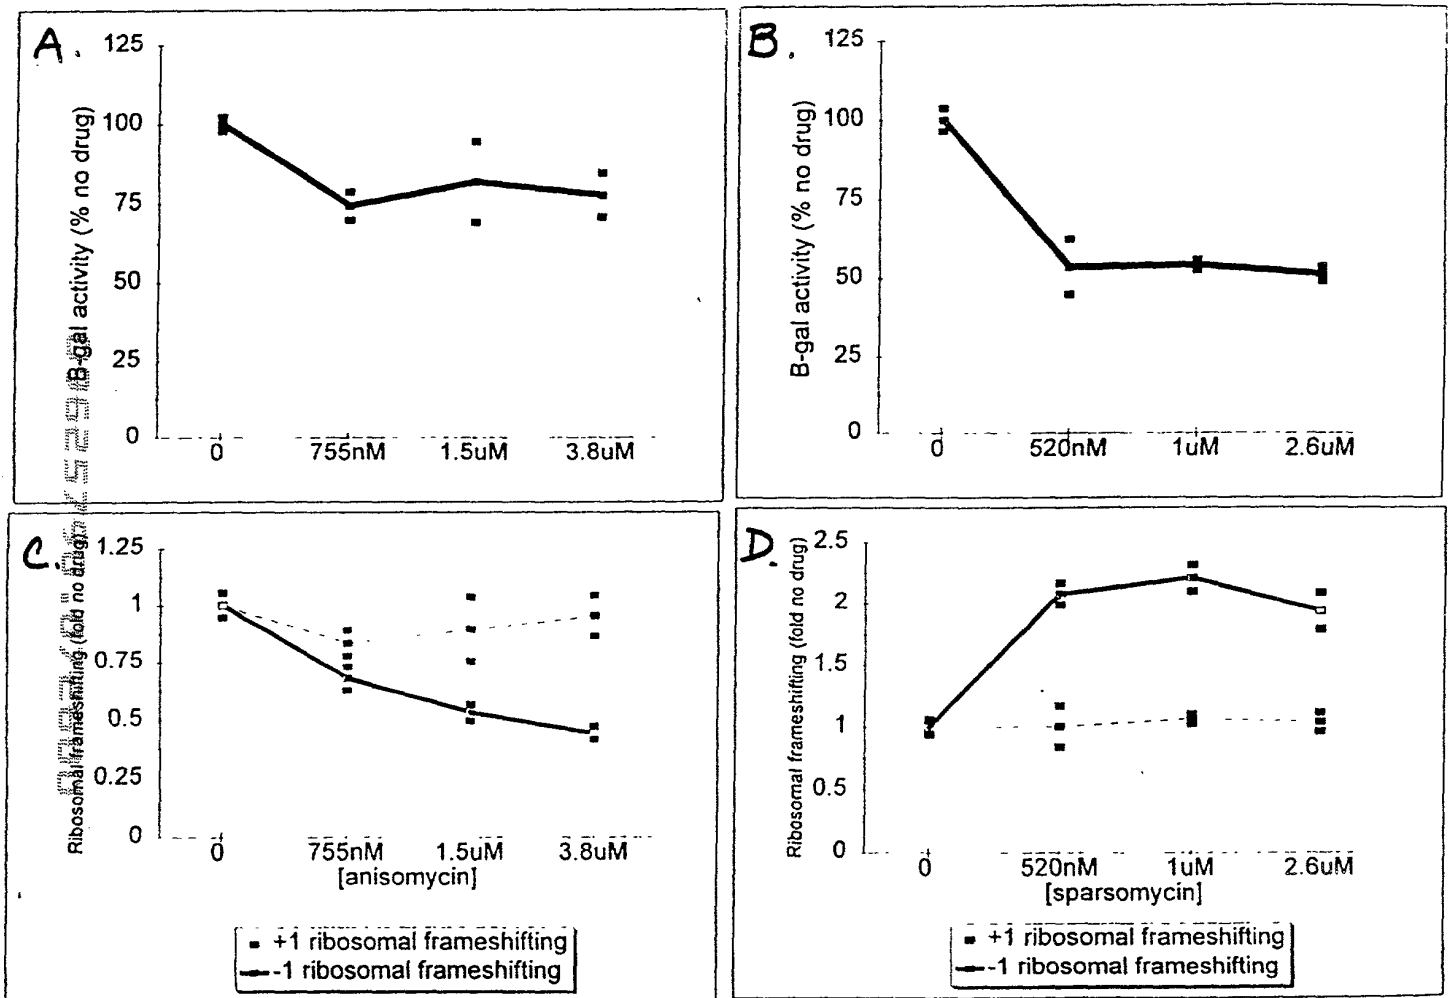 A.
125
100
75
50
25
0
B-gal activity (% no drug)
0 755nM 1.5uM 3.8uM
B.
125
100
75
50
25
0
B-gal activity (% no drug)
0 520nM 1uM 2.6uM
C.
1.25
1
0.75
0.5
0.25
0
Ribosomal frameshifting (fold no drug)
0 755nM 1.5uM 3.8uM
[anisomycin]
+1 ribosomal frameshifting
-1 ribosomal frameshifting
D.
2.5
2
1.5
1
0.5
0
Ribosomal frameshifting (fold no drug)
0 520nM 1uM 2.6uM
[sparsomycin]
+1 ribosomal frameshifting
-1 ribosomal frameshifting